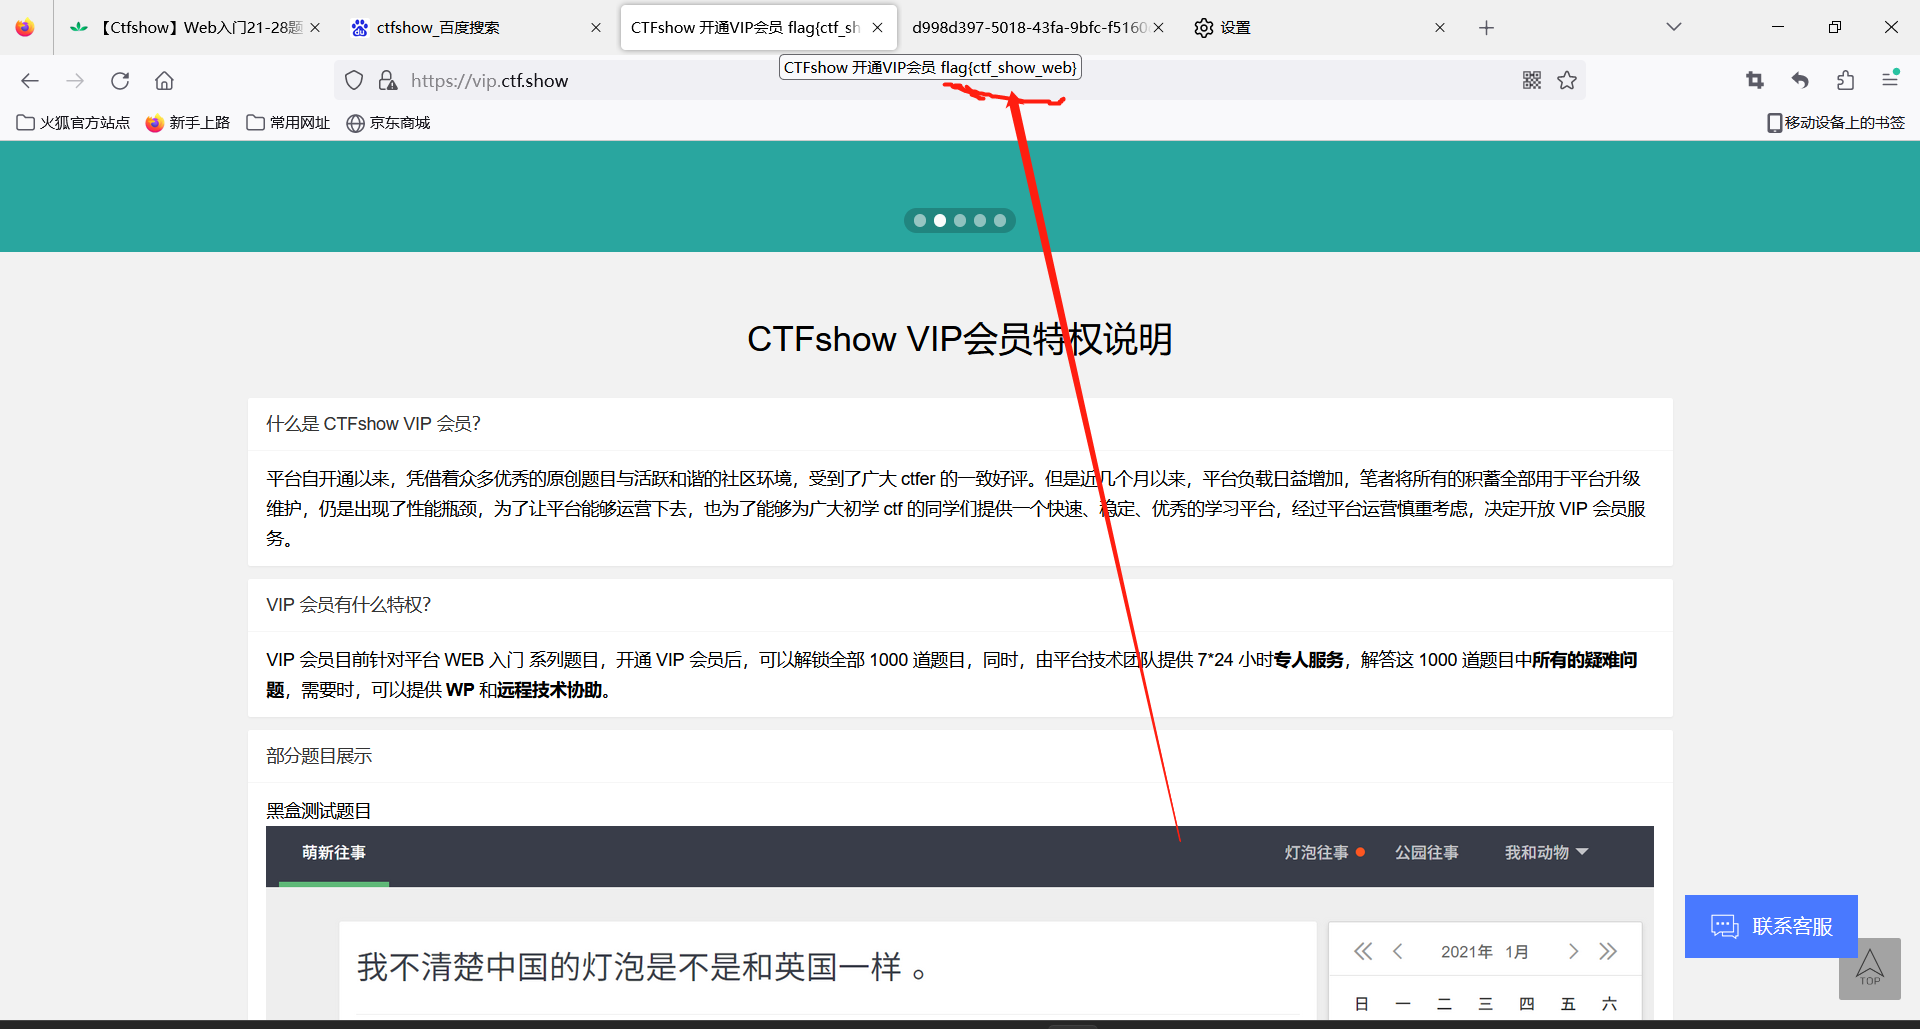 【Ctfshow】Web入门21-28题
ctfshow_百度搜索
CTFshow 开通VIP会员 flag{ctf_sh
d998d397-5018-43fa-9bfc-f5160
设置
https://vip.ctf.show
CTFshow 开通VIP会员 flag{ctf_show_web}
火狐官方站点
新手上路
常用网址
京东商城
移动设备上的书签
CTFshow VIP会员特权说明
什么是 CTFshow VIP 会员?
平台自开通以来，凭借着众多优秀的原创题目与活跃和谐的社区环境，受到了广大 ctfer 的一致好评。但是近几个月以来，平台负载日益增加，笔者将所有的积蓄全部用于平台升级
维护，仍是出现了性能瓶颈，为了让平台能够运营下去，也为了能够为广大初学 ctf 的同学们提供一个快速、稳定、优秀的学习平台，经过平台运营慎重考虑，决定开放 VIP 会员服
务。
VIP 会员有什么特权?
VIP 会员目前针对平台 WEB 入门 系列题目，开通 VIP 会员后，可以解锁全部 1000 道题目，同时，由平台技术团队提供 7*24 小时专人服务，解答这 1000 道题目中所有的疑难问
题，需要时，可以提供 WP 和远程技术协助。
部分题目展示
黑盒测试题目
萌新往事
灯泡往事
公园往事
我和动物
我不清楚中国的灯泡是不是和英国一样 。
2021年 1月
日 一 二 三 四 五 六
联系客服
TOP